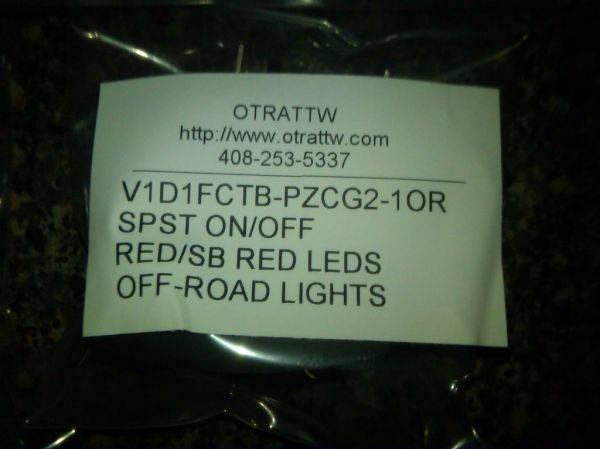 OTRATTW
http://www.otrattw.com
408-253-5337
V1D1FCTB-PZCG2-1OR
SPST ON/OFF
RED/SB RED LEDS
OFF-ROAD LIGHTS